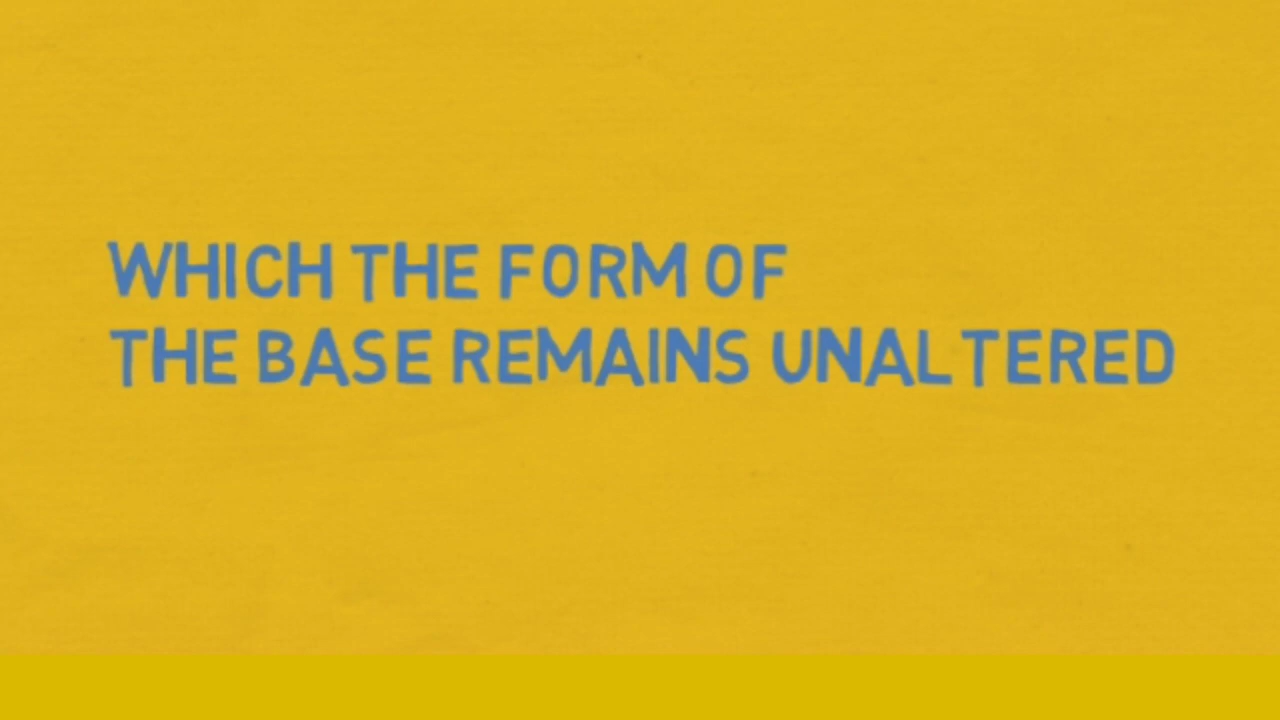 WHICH THE FORM OF
THE BASE REMAINS UNALTERED